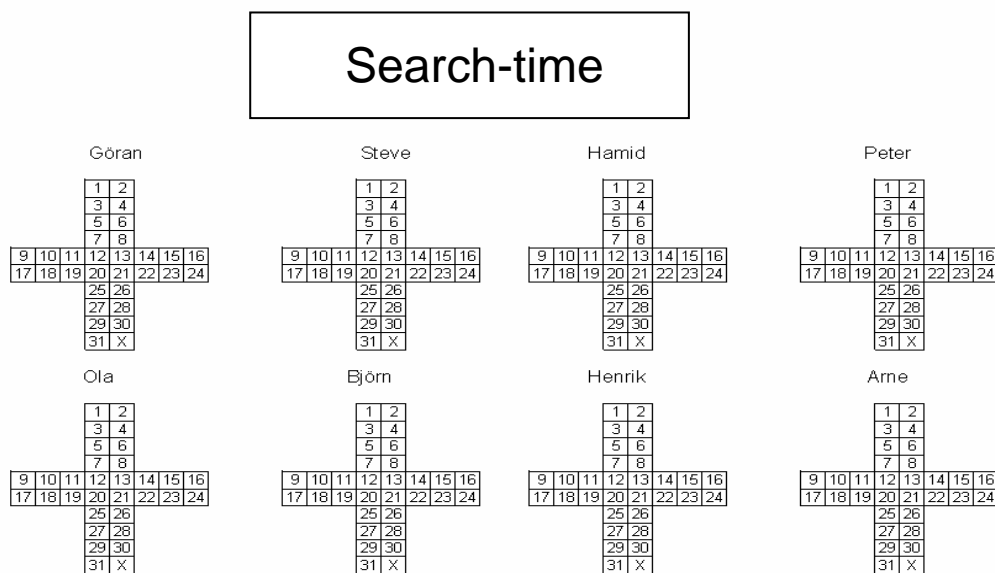 Search-time
Göran Steve Hamid Peter
1 2 1 2 1 2 1 2
3 4 3 4 3 4 3 4
5 6 5 6 5 6 5 6
7 8 7 8 7 8 7 8
9 10 11 12 13 14 15 16 9 10 11 12 13 14 15 16 9 10 11 12 13 14 15 16 9 10 11 12 13 14 15 16
17 18 19 20 21 22 23 24 17 18 19 20 21 22 23 24 17 18 19 20 21 22 23 24 17 18 19 20 21 22 23 24
25 26 25 26 25 26 25 26
27 28 27 28 27 28 27 28
29 30 29 30 29 30 29 30
31 X 31 X 31 X 31 X
Ola Björn Henrik Arne
1 2 1 2 1 2 1 2
3 4 3 4 3 4 3 4
5 6 5 6 5 6 5 6
7 8 7 8 7 8 7 8
9 10 11 12 13 14 15 16 9 10 11 12 13 14 15 16 9 10 11 12 13 14 15 16 9 10 11 12 13 14 15 16
17 18 19 20 21 22 23 24 17 18 19 20 21 22 23 24 17 18 19 20 21 22 23 24 17 18 19 20 21 22 23 24
25 26 25 26 25 26 25 26
27 28 27 28 27 28 27 28
29 30 29 30 29 30 29 30
31 X 31 X 31 X 31 X